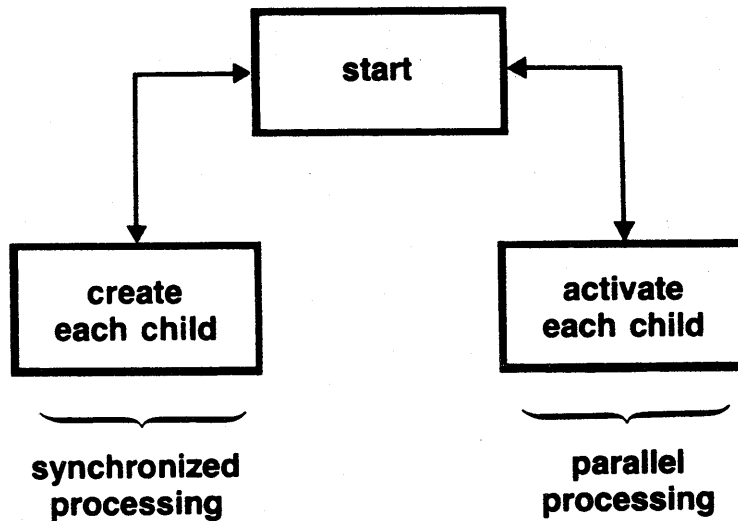 start
create
each child
activate
each child
synchronized
processing
parallel
processing